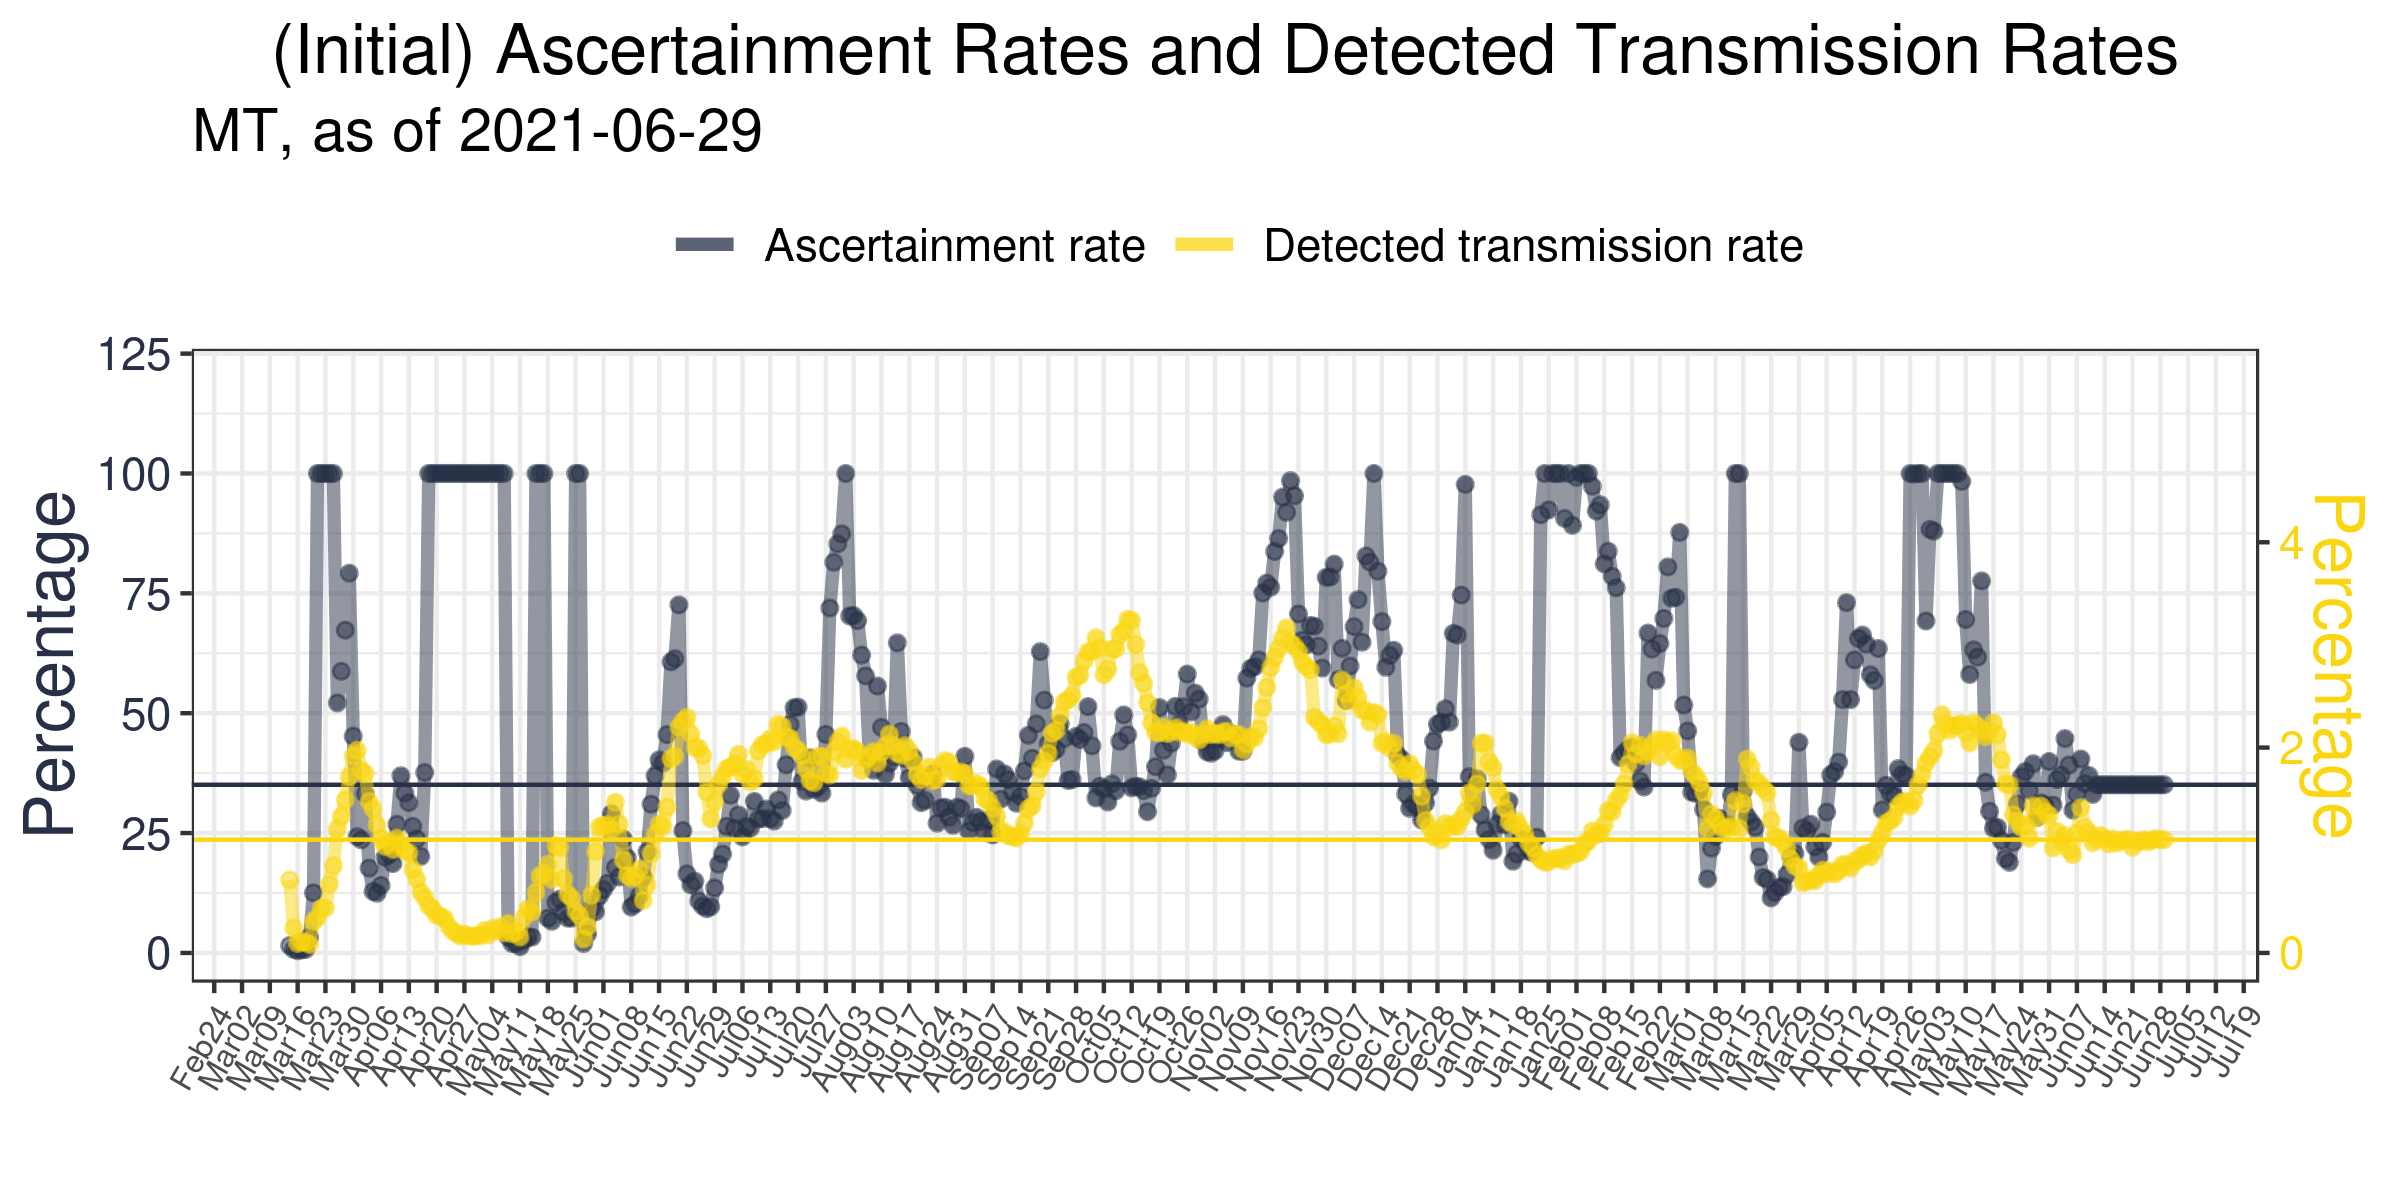 (Initial) Ascertainment Rates and Detected Transmission Rates
MT, as of 2021-06-29
Ascertainment rate
Detected transmission rate
Percentage
125
100
75
50
25
0
4
2
0
Percentage
Feb24
Mar02
Mar09
Mar16
Mar23
Mar30
Apr06
Apr13
Apr20
Apr27
May04
May11
May18
May25
Jun01
Jun08
Jun15
Jun22
Jun29
Jul06
Jul13
Jul20
Jul27
Aug03
Aug10
Aug17
Aug24
Aug31
Sep07
Sep14
Sep21
Sep28
Oct05
Oct12
Oct19
Oct26
Nov02
Nov09
Nov16
Nov23
Nov30
Dec07
Dec14
Dec21
Dec28
Jan04
Jan11
Jan18
Jan25
Feb01
Feb08
Feb15
Feb22
Mar01
Mar08
Mar15
Mar22
Mar29
Apr05
Apr12
Apr19
Apr26
May03
May10
May17
May24
May31
Jun07
Jun14
Jun21
Jun28
Jul05
Jul12
Jul19